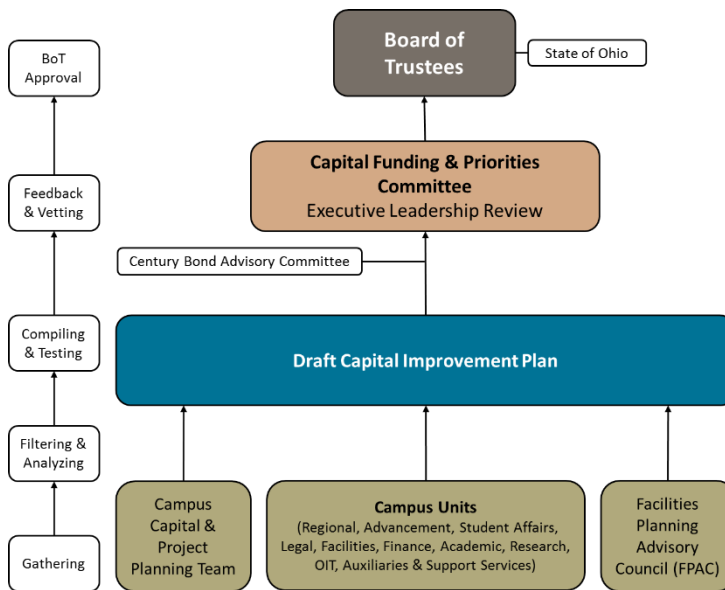 Board of
Trustees
State of Ohio
BoT
Approval
Capital Funding & Priorities
Committee
Executive Leadership Review
Feedback
& Vetting
Century Bond Advisory Committee
Compiling
& Testing
Draft Capital Improvement Plan
Filtering &
Analyzing
Gathering
Campus
Capital &
Project
Planning Team
Campus Units
(Regional, Advancement, Student Affairs,
Legal, Facilities, Finance, Academic, Research,
OIT, Auxiliaries & Support Services)
Facilities
Planning
Advisory
Council (FPAC)